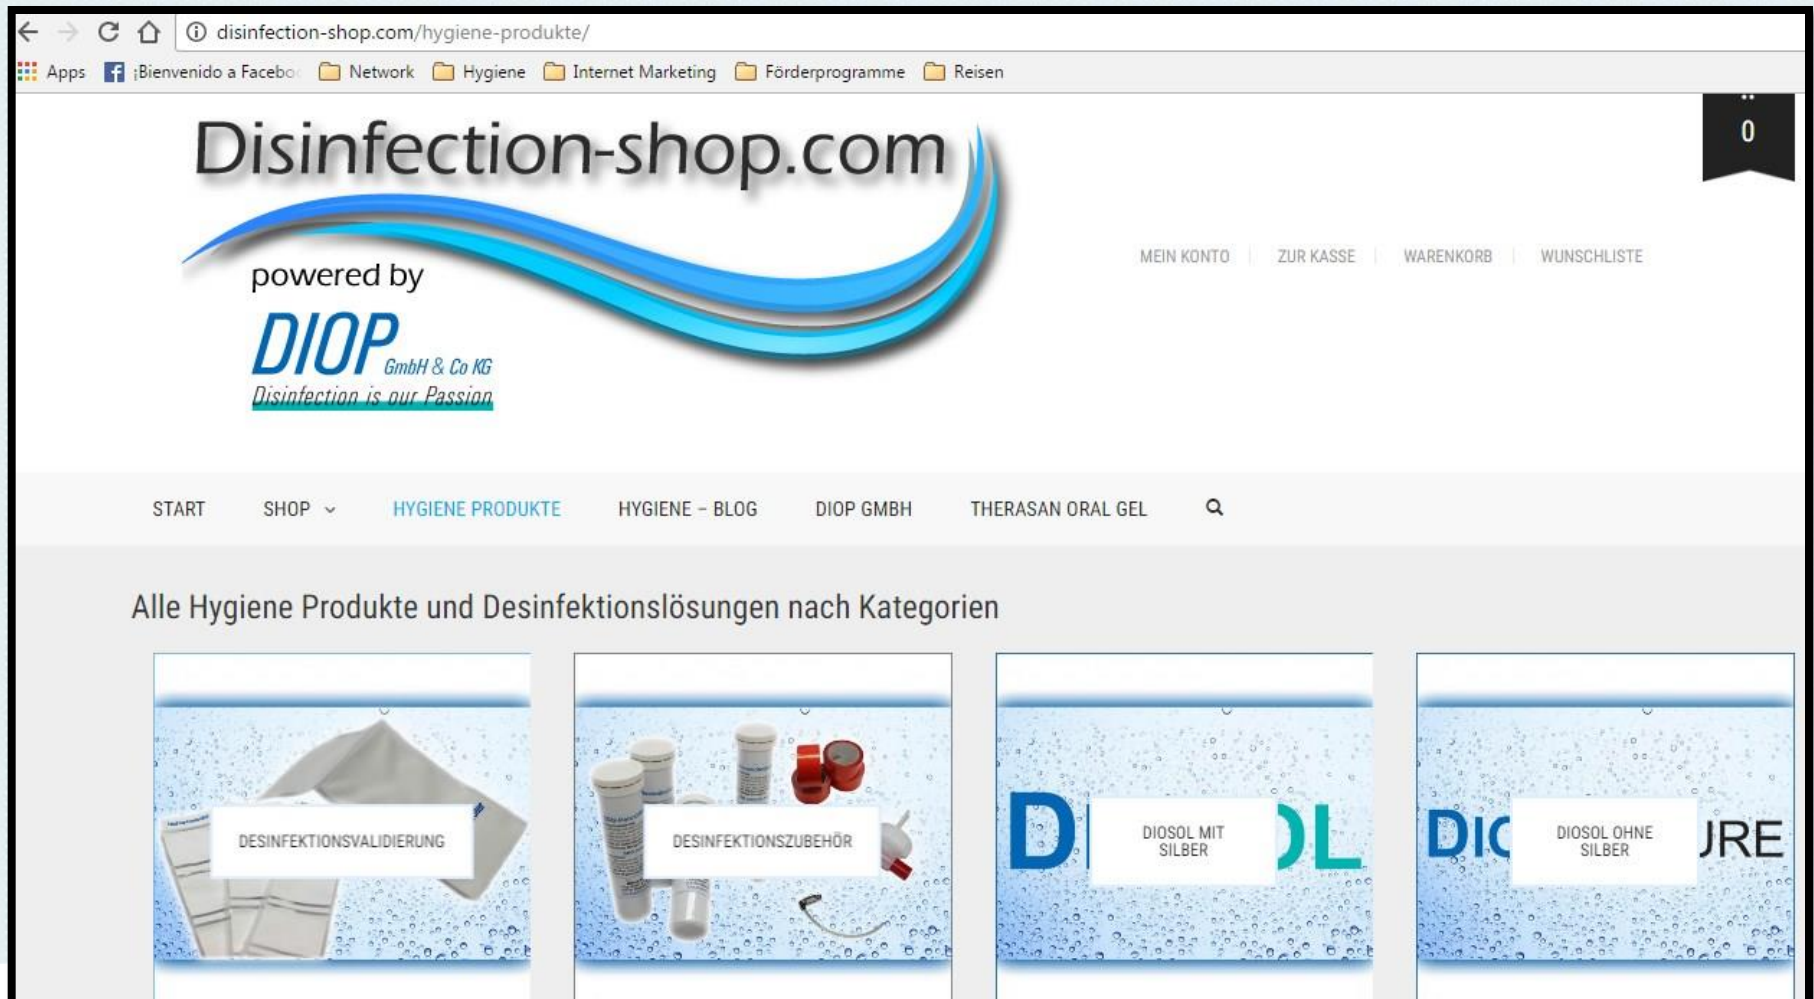 disinfection-shop.com/hygiene-produkte/
Apps ¡Bienvenido a Facebo Network Hygiene Internet Marketing Förderprogramme Reisen
Disinfection-shop.com
0
powered by
DIOP GmbH & Co KG
Disinfection is our Passion
MEIN KONTO ZUR KASSE WARENKORB WUNSCHLISTE
START SHOP HYGIENE PRODUKTE HYGIENE – BLOG DIOP GMBH THERASAN ORAL GEL
Alle Hygiene Produkte und Desinfektionslösungen nach Kategorien
DESINFEKTIONSVALIDIERUNG
DESINFEKTIONSZUBEHÖR
D OL
DIOSOL MIT
SILBER
DIO URE
DIOSOL OHNE
SILBER